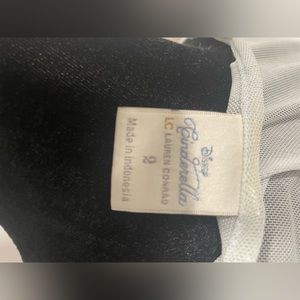 Disney
Cinderella
LC LAUREN CONRAD
2
Made in Indonesia